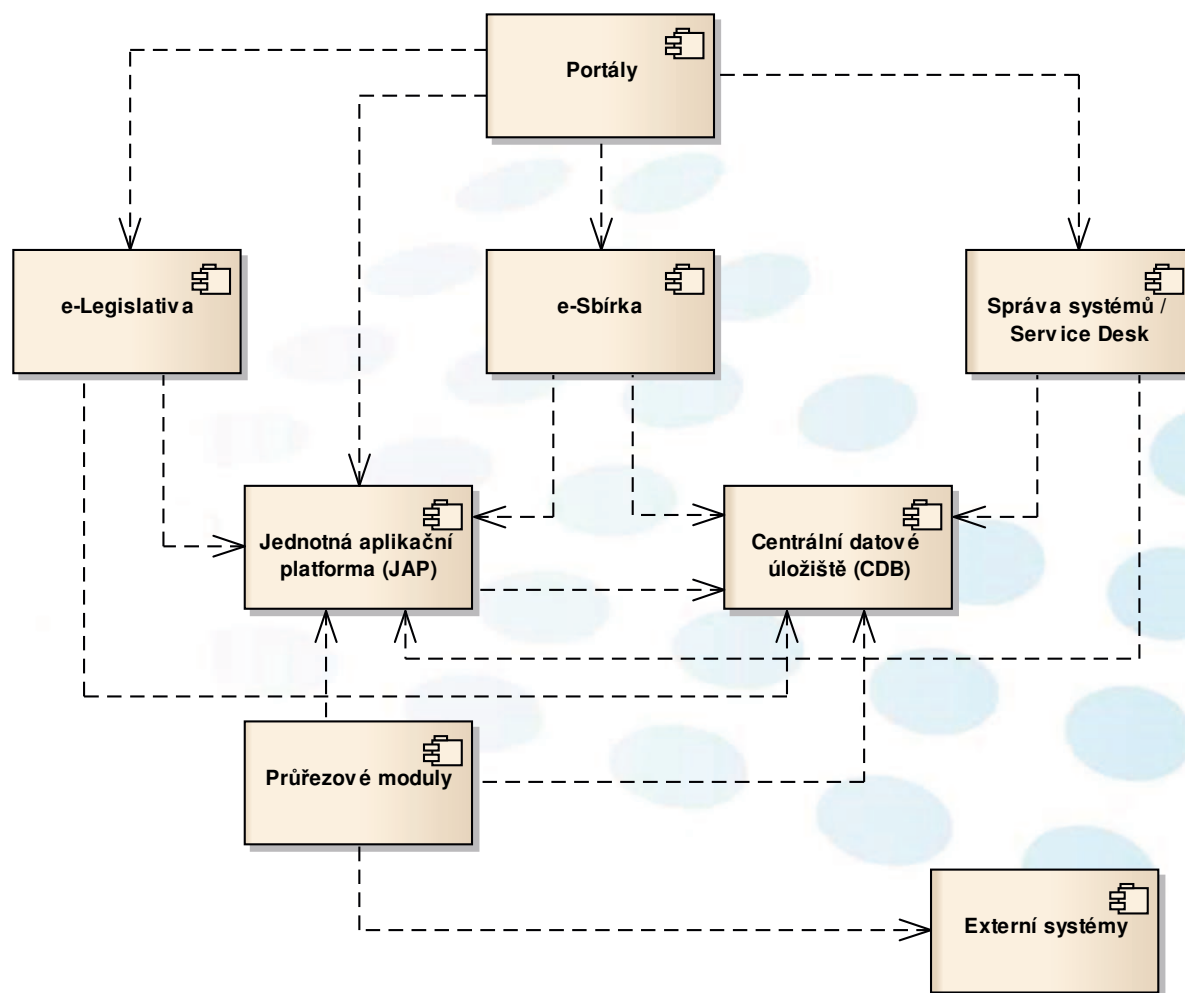 Portály
e-Legislativa
e-Sbírka
Správa systémů /
Service Desk
Jednotná aplikační
platforma (JAP)
Centrální datové
úložiště (CDB)
Průřezové moduly
Externí systémy